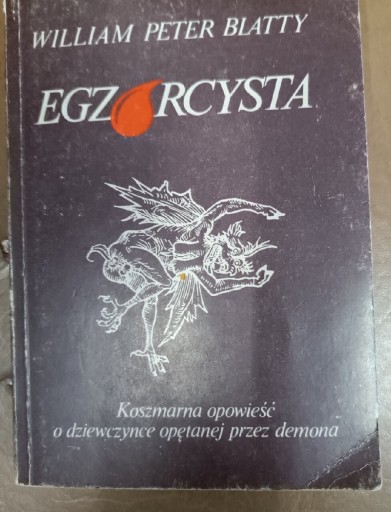 WILLIAM PETER BLATTY
EGZORCYSTA
Koszmarna opowieść
o dziewczynce opętanej przez demona